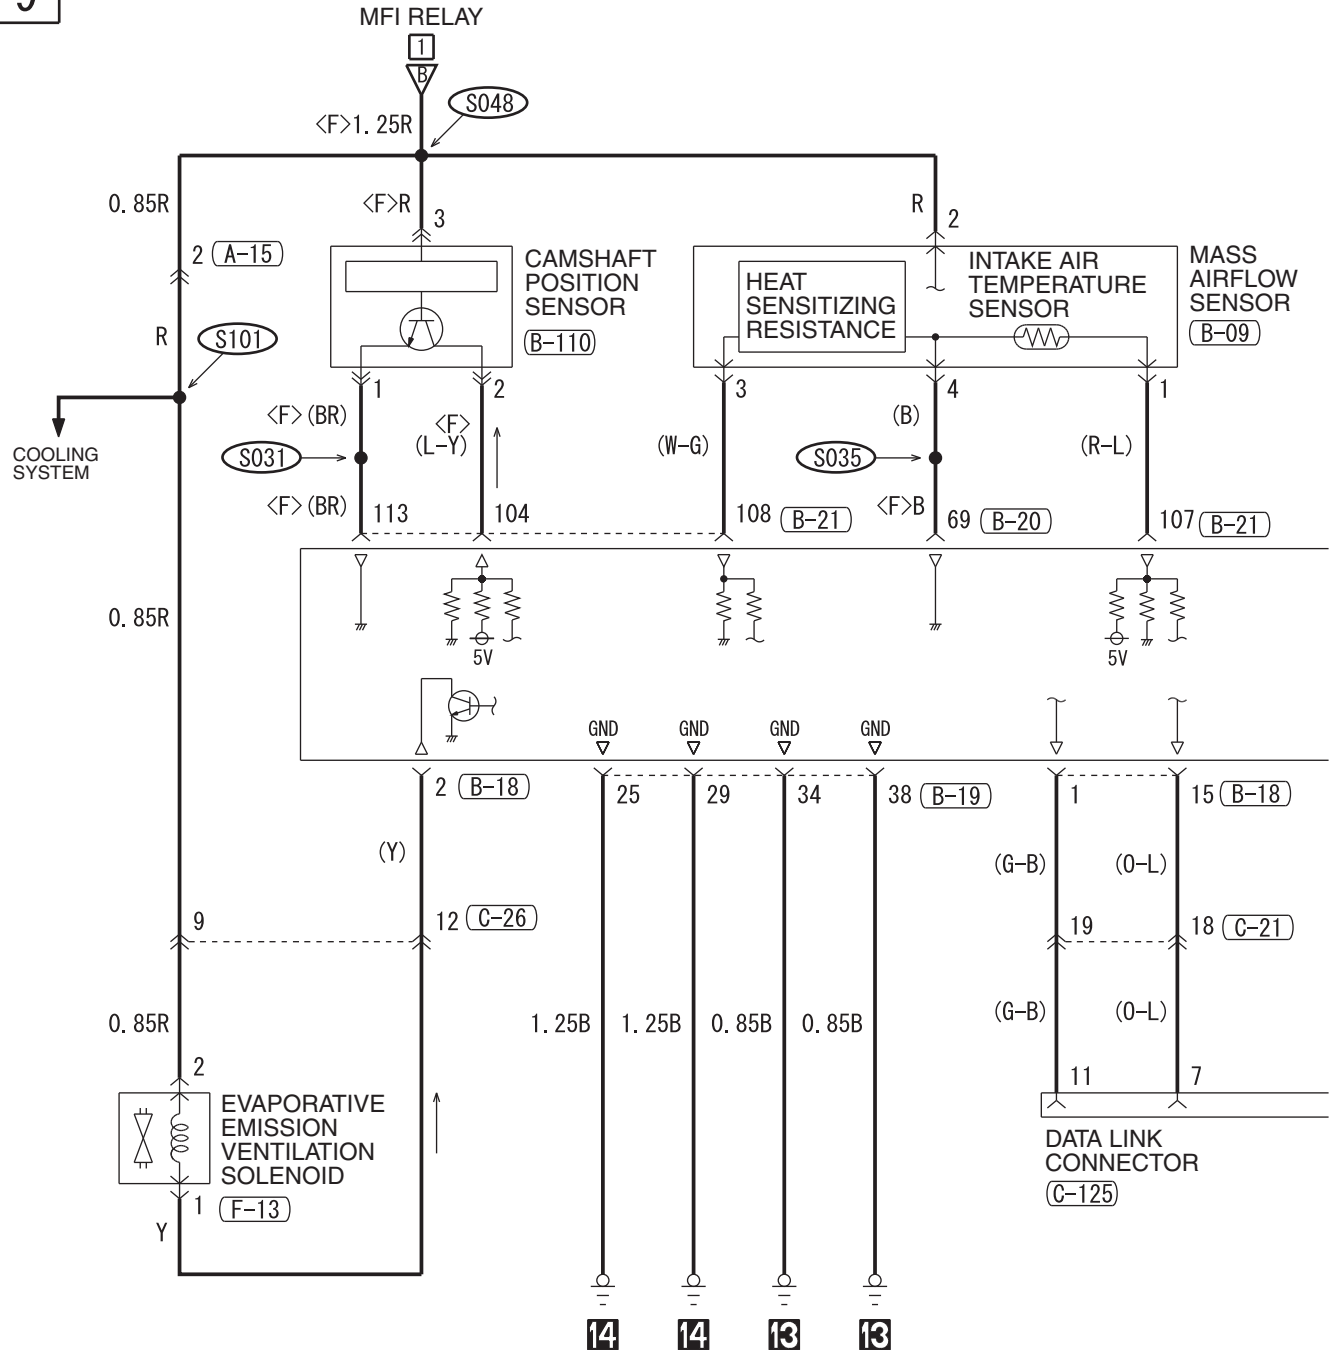 9
MFI RELAY
1
B
S048
<F>1.25R
0.85R
<F>R
R
3
2
2 A-15
CAMSHAFT
POSITION
SENSOR
B-110
HEAT
SENSITIZING
RESISTANCE
INTAKE AIR
TEMPERATURE
SENSOR
MASS
AIRFLOW
SENSOR
B-09
R
S101
1
2
3
4
1
<F>(BR)
<F>
(L-Y)
(W-G)
(B)
(R-L)
COOLING
SYSTEM
S031
S035
<F>(BR)
113
104
108 B-21
<F>B
69 B-20
107 B-21
0.85R
5V
5V
GND
GND
GND
GND
2 B-18
25
29
34
38 B-19
1
15 B-18
(Y)
(G-B)
(O-L)
9
12 C-26
19
18 C-21
0.85R
1.25B
1.25B
0.85B
0.85B
(G-B)
(O-L)
2
11
7
EVAPORATIVE
EMISSION
VENTILATION
SOLENOID
DATA LINK
CONNECTOR
C-125
1 F-13
Y
14
14
13
13